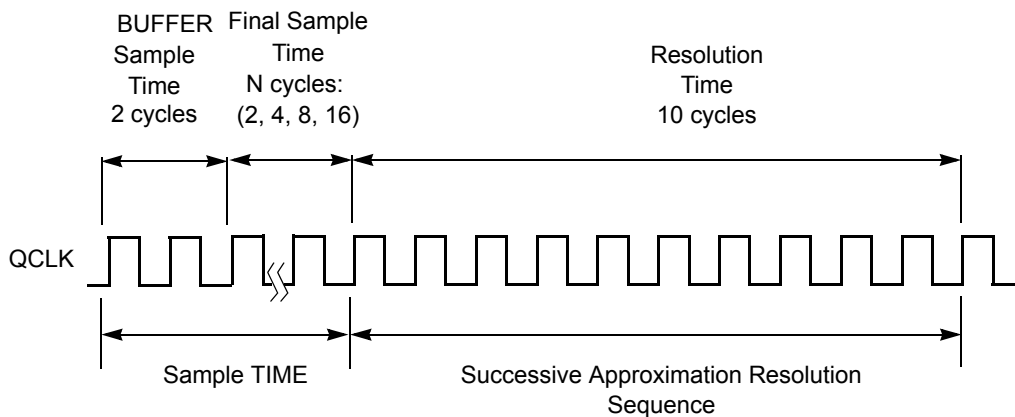 BUFFER
Sample
Time
2 cycles
Final Sample
Time
N cycles:
(2, 4, 8, 16)
Resolution
Time
10 cycles
QCLK
Sample TIME
Successive Approximation Resolution
Sequence